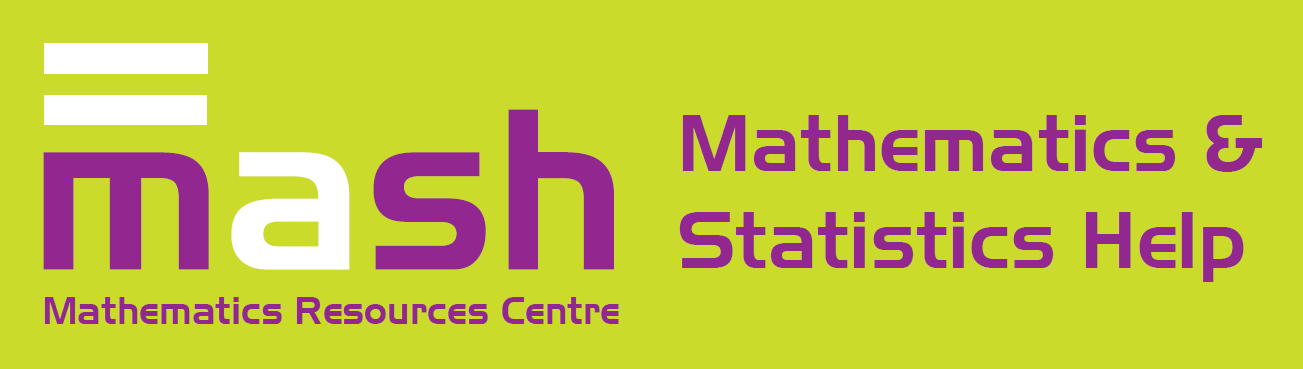 mash
Mathematics Resources Centre
Mathematics &
Statistics Help